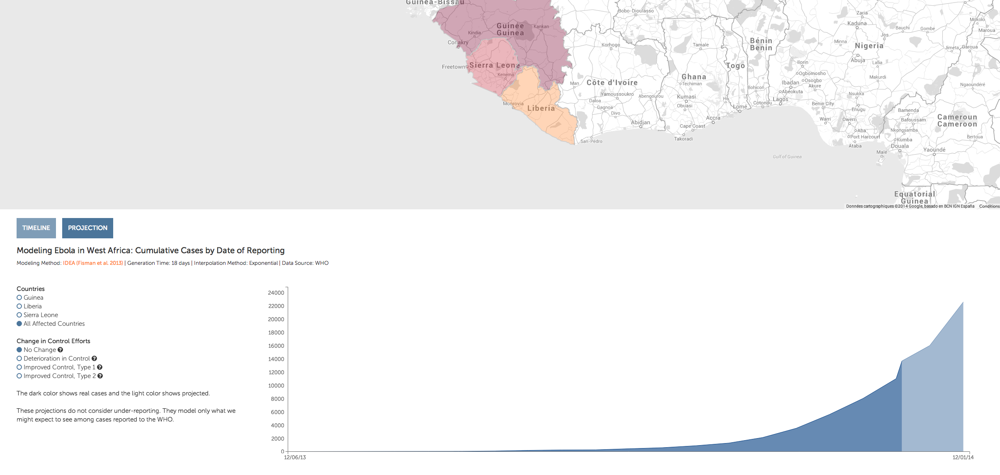 Guinea-Bissau
Bobo-Dioulasso
Zaria
Mokolo
Kaduna
Maroua
Guinée
Guinea
Kankan
Bauchi
Gombe
Kindia
Jos
Conakry
Korhogo
Tamale
Bénin
Benin
Minna
Nigeria
Jimeta
Garoua
Freetown
Sierra Leone
Togo
Ilorin
Abuja
Lafia
Kenema
Ghana
Ogbomosho
Makurdi
Man
Côte d'Ivoire
Techiman
Ibadan
Osogbo
Akure
Ngaoundéré
Bohicon
Abeokuta
Monrovia
Liberia
Yamoussoukro
Abengourou
Kumasi
Ho
Nsukka
Daloa
Cotonou
Lagos
Benin City
Gagnoa
Obuasi
Lomé
Enugu
Bamenda
Divo
Accra
Warri
Owerri
Bafoussam
Cameroun
Cameroon
Abidjan
Cape Coast
Aba
Nkongsamba
San-Pédro
Takoradi
Port Harcourt
Kumba
Bertoua
Ataba
Douala
Malé
Yaoundé
Gulf of Guinea
Equatorial
Guinea
Données cartographiques ©2014 Google, basado en BCN IGN España Conditions
TIMELINE PROJECTION
Modeling Ebola in West Africa: Cumulative Cases by Date of Reporting
Modeling Method: IDEA (Fisman et al. 2013) | Generation Time: 18 days | Interpolation Method: Exponential | Data Source: WHO
Countries
Guinea
Liberia
Sierra Leone
All Affected Countries
Change in Control Efforts
No Change ?
Deterioration in Control ?
Improved Control, Type 1 ?
Improved Control, Type 2 ?
The dark color shows real cases and the light color shows projected.
These projections do not consider under-reporting. They model only what we
might expect to see among cases reported to the WHO.
24000
22000
20000
18000
16000
14000
12000
10000
8000
6000
4000
2000
0
12/06/13 12/01/14